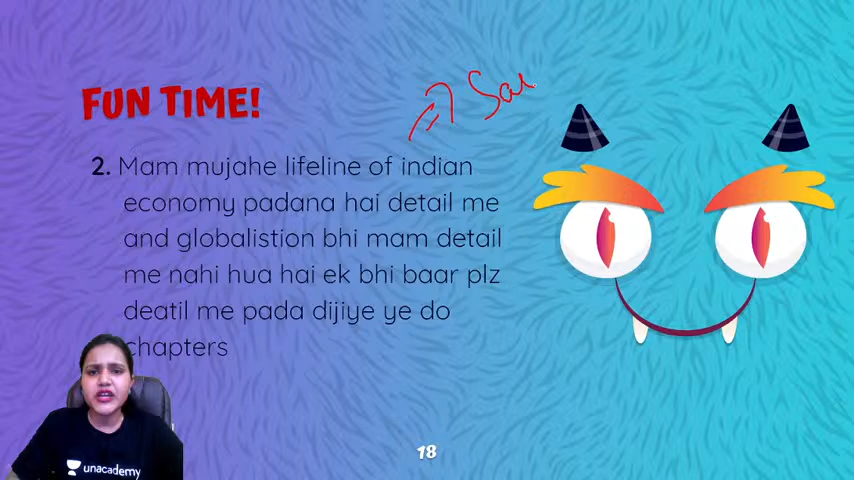 FUN TIME!
2. Mam mujahe lifeline of indian
economy padana hai detail me
and globalistion bhi mam detail
me nahi hua hai ek bhi baar plz
deatil me pada dijiye ye do
chapters
unacademy
18